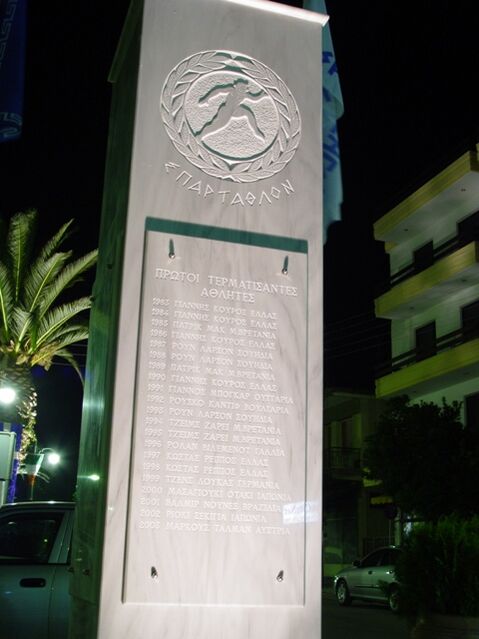 ΣΠΑΡΤΑΘΛΟΝ
ΠΡΩΤΟΙ ΤΕΡΜΑΤΙΣΑΝΤΕΣ
ΑΘΛΗΤΕΣ
1983 ΓΙΑΝΝΗΣ ΚΟΥΡΟΣ ΕΛΛΑΣ
1984 ΓΙΑΝΝΗΣ ΚΟΥΡΟΣ ΕΛΛΑΣ
1985 ΠΑΤΡΙΚ ΜΑΚ Μ.ΒΡΕΤΑΝΙΑ
1986 ΓΙΑΝΝΗΣ ΚΟΥΡΟΣ ΕΛΛΑΣ
1987 ΡΟΥΝ ΛΑΡΣΟΝ ΣΟΥΗΔΙΑ
1988 ΡΟΥΝ ΛΑΡΣΟΝ ΣΟΥΗΔΙΑ
1989 ΠΑΤΡΙΚ ΜΑΚ Μ.ΒΡΕΤΑΝΙΑ
1990 ΓΙΑΝΝΗΣ ΚΟΥΡΟΣ ΕΛΛΑΣ
1991 ΓΙΑΝΝΟΣ ΜΠΟΓΚΑΡ ΟΥΓΓΑΡΙΑ
1992 ΡΟΥΣΚΟ ΚΑΝΤΙΦ ΒΟΥΛΓΑΡΙΑ
1993 ΡΟΥΝ ΛΑΡΣΟΝ ΣΟΥΗΔΙΑ
1994 ΤΖΕΙΜΣ ΖΑΡΕΙ Μ.ΒΡΕΤΑΝΙΑ
1995 ΤΖΕΙΜΣ ΖΑΡΕΙ Μ.ΒΡΕΤΑΝΙΑ
1996 ΡΟΛΑΝ ΒΙΛΕΜΕΝΟΤ ΓΑΛΛΙΑ
1997 ΚΩΣΤΑΣ ΡΕΠΠΟΣ ΕΛΛΑΣ
1998 ΚΩΣΤΑΣ ΡΕΠΠΟΣ ΕΛΛΑΣ
1999 ΤΖΕΝΣ ΛΟΥΚΑΣ ΓΕΡΜΑΝΙΑ
2000 ΜΑΣΑΓΙΟΥΚΙ ΟΤΑΚΙ ΙΑΠΩΝΙΑ
2001 ΒΑΛΜΙΡ ΝΟΥΝΕΣ ΒΡΑΖΙΛΙΑ
2002 ΡΙΟΚΙ ΣΕΚΙΓΙΑ ΙΑΠΩΝΙΑ
2003 ΜΑΡΚΟΥΣ ΤΑΛΜΑΝ ΑΥΣΤΡΙΑ